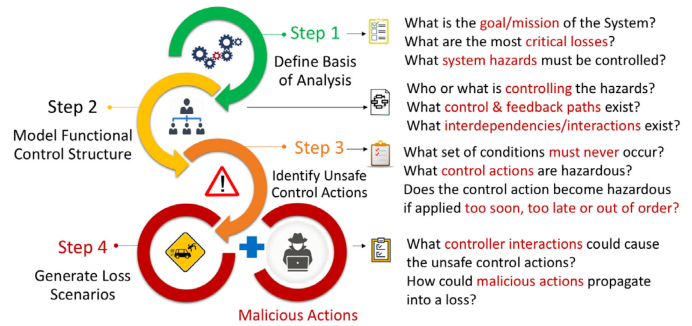 Step 1
Define Basis
of Analysis
What is the goal/mission of the System?
What are the most critical losses?
What system hazards must be controlled?
Step 2
Model Functional
Control Structure
Who or what is controlling the hazards?
What control & feedback paths exist?
What interdependencies/interactions exist?
Step 3
Identify Unsafe
Control Actions
What set of conditions must never occur?
What control actions are hazardous?
Does the control action become hazardous
if applied too soon, too late or out of order?
Step 4
Generate Loss
Scenarios
Malicious Actions
What controller interactions could cause
the unsafe control actions?
How could malicious actions propagate
into a loss?